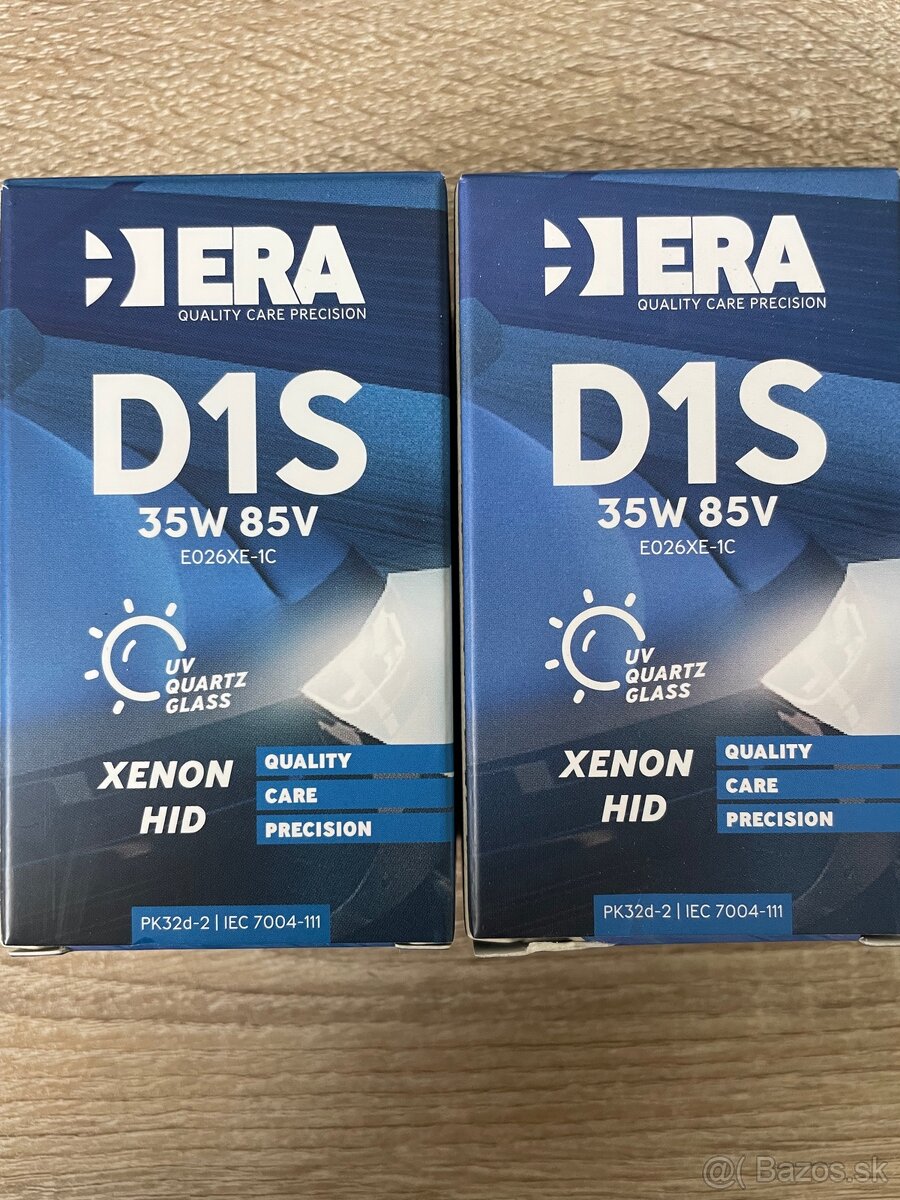 ERA
QUALITY CARE PRECISION
D1S
35W 85V
E026XE-1C
UV
QUARTZ
GLASS
XENON
HID
QUALITY
CARE
PRECISION
PK32d-2 | IEC 7004-111
ERA
QUALITY CARE PRECISION
D1S
35W 85V
E026XE-1C
UV
QUARTZ
GLASS
XENON
HID
QUALITY
CARE
PRECISION
PK32d-2 | IEC 7004-111
@( Bazos.sk